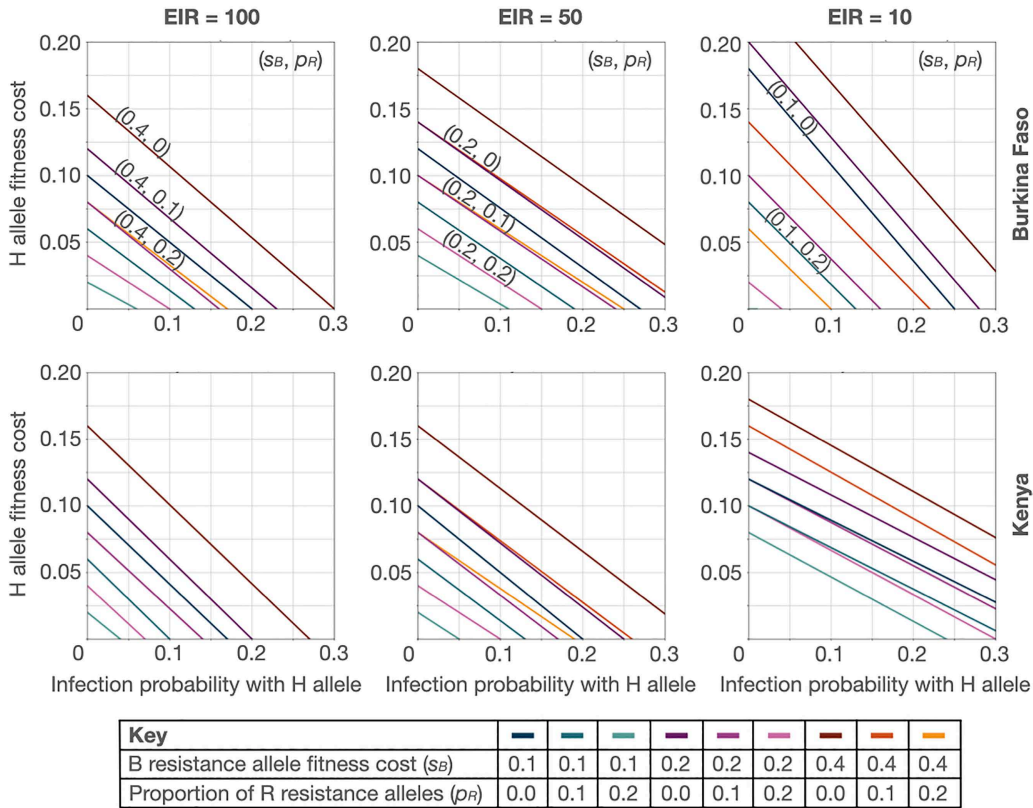 EIR = 100 EIR = 50 EIR = 10
0.20 0.20 0.20
(sB, pR) (sB, pR) (sB, pR)
0.15 0.15 0.15
(0.4, 0) (0.2, 0) (0.1, 0)
0.10 0.10 0.10
(0.4, 0.1) (0.2, 0.1)
0.05 0.05 0.05
(0.4, 0.2) (0.2, 0.2) (0.1, 0.2)
H allele fitness cost
Burkina Faso
0 0.1 0.2 0.3 0 0.1 0.2 0.3 0 0.1 0.2 0.3
0.20 0.20 0.20
0.15 0.15 0.15
0.10 0.10 0.10
0.05 0.05 0.05
H allele fitness cost
Kenya
0 0.1 0.2 0.3 0 0.1 0.2 0.3 0 0.1 0.2 0.3
Infection probability with H allele Infection probability with H allele Infection probability with H allele
Key
B resistance allele fitness cost (sB) 0.1 0.1 0.1 0.2 0.2 0.2 0.4 0.4 0.4
Proportion of R resistance alleles (pR) 0.0 0.1 0.2 0.0 0.1 0.2 0.0 0.1 0.2